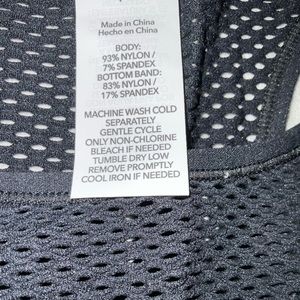 Made in China
Hecho en China
BODY:
93% NYLON /
7% SPANDEX
BOTTOM BAND:
83% NYLON /
17% SPANDEX
MACHINE WASH COLD
SEPARATELY
GENTLE CYCLE
ONLY NON-CHLORINE
BLEACH IF NEEDED
TUMBLE DRY LOW
REMOVE PROMPTLY
COOL IRON IF NEEDED